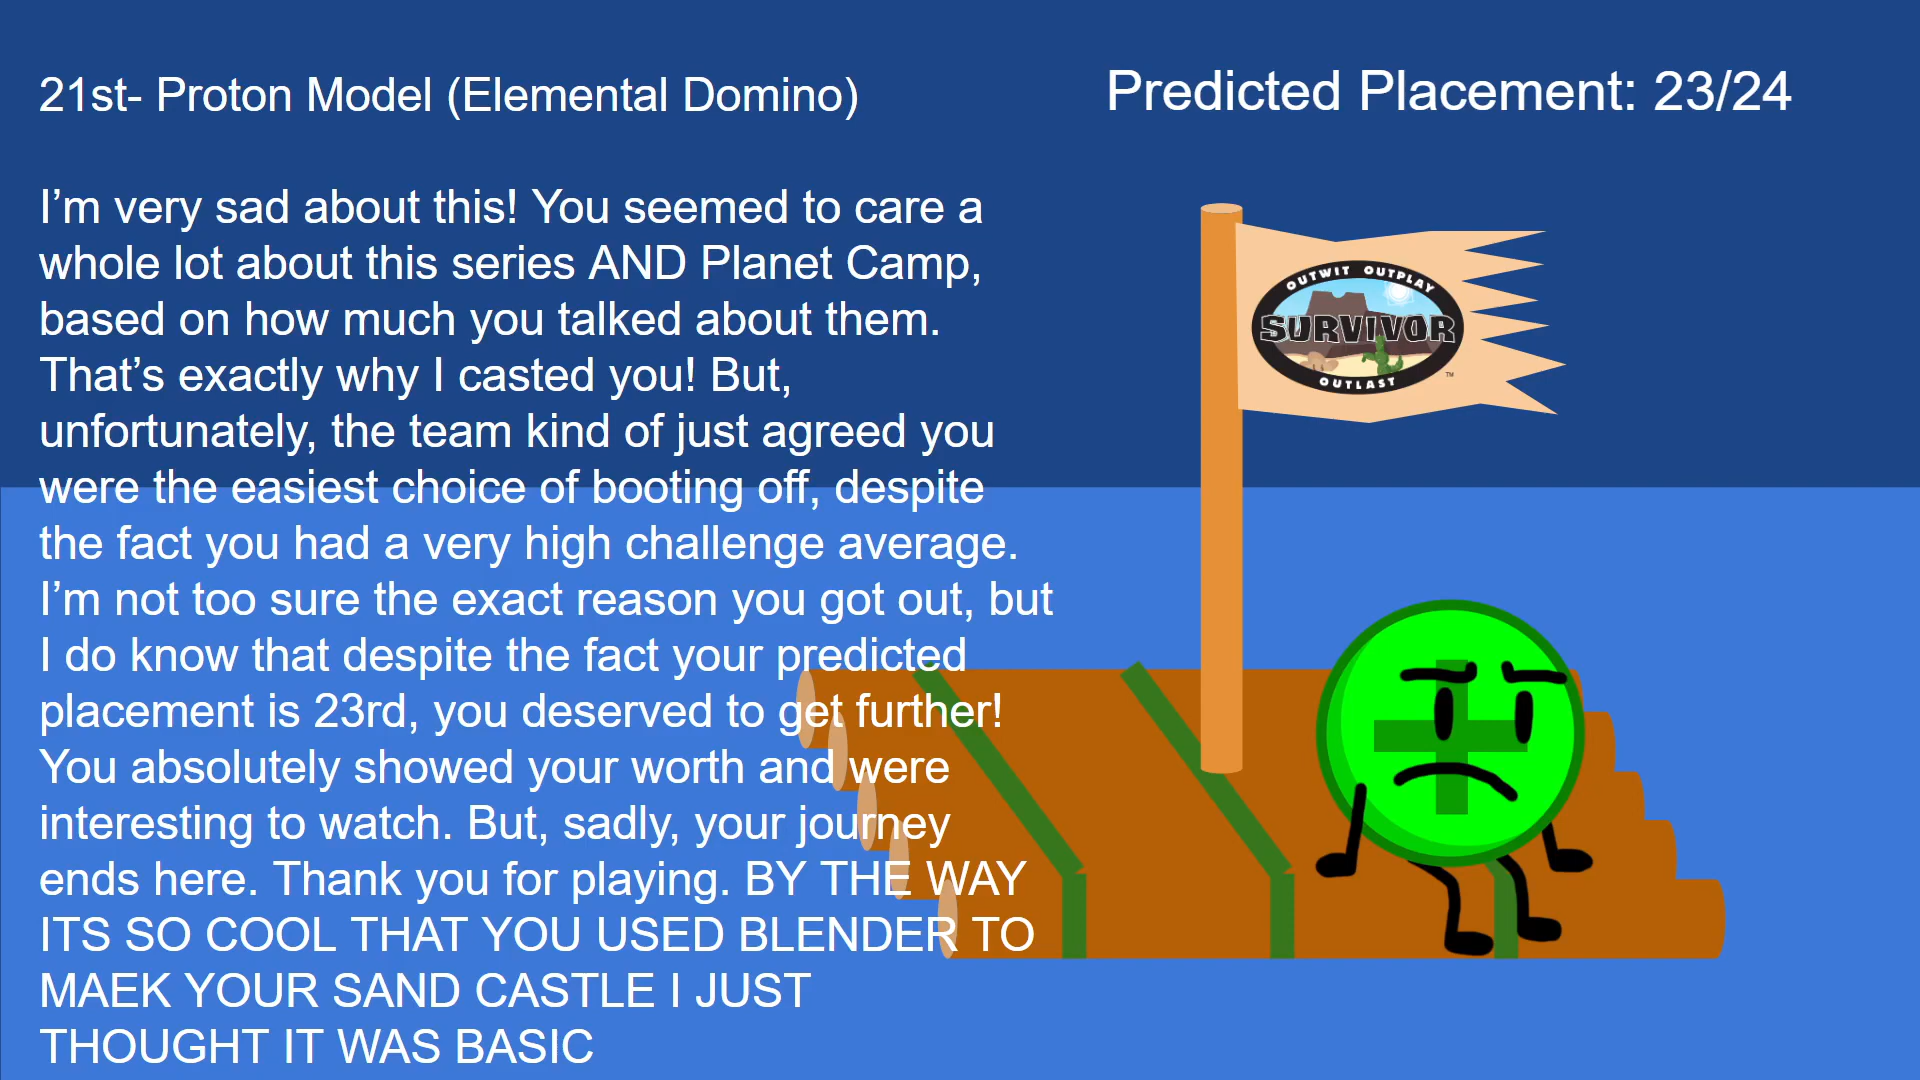 21st- Proton Model (Elemental Domino)
Predicted Placement: 23/24
I’m very sad about this! You seemed to care a
whole lot about this series AND Planet Camp,
based on how much you talked about them.
That’s exactly why I casted you! But,
unfortunately, the team kind of just agreed you
were the easiest choice of booting off, despite
the fact you had a very high challenge average.
I’m not too sure the exact reason you got out, but
I do know that despite the fact your predicted
placement is 23rd, you deserved to get further!
You absolutely showed your worth and were
interesting to watch. But, sadly, your journey
ends here. Thank you for playing. BY THE WAY
ITS SO COOL THAT YOU USED BLENDER TO
MAEK YOUR SAND CASTLE I JUST
THOUGHT IT WAS BASIC
OUTWIT OUTPLAY
SURVIVOR
OUTLAST
TM